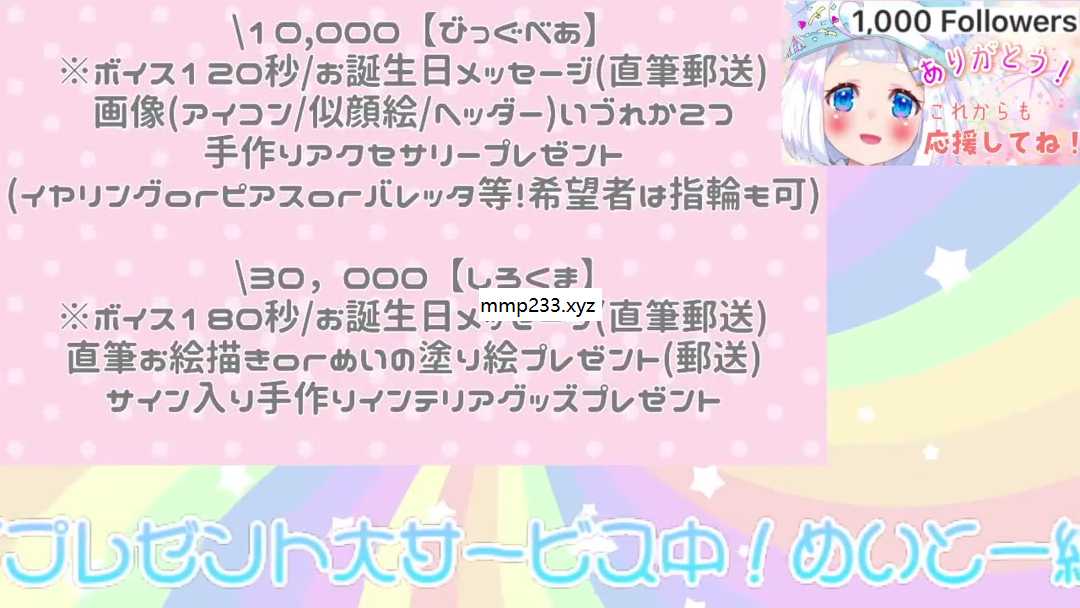 \10,000【びっぐべあ】
※ボイス120秒/お誕生日メッセージ(直筆郵送)
画像(アイコン/似顔絵/ヘッダー)いづれか2つ
手作りアクセサリープレゼント
(イヤリングorピアスorバレッタ等!希望者は指輪も可)
\30，000【しろくま】
※ボイス180秒/お誕生日メッセージ(直筆郵送)
直筆お絵描きorめいの塗り絵プレゼント(郵送)
サイン入り手作りインテリアグッズプレゼント
mmp233.xyz
1,000 Followers
ありがとう！
これからも
応援してね！
プレゼント大サービス中！めいと一緒